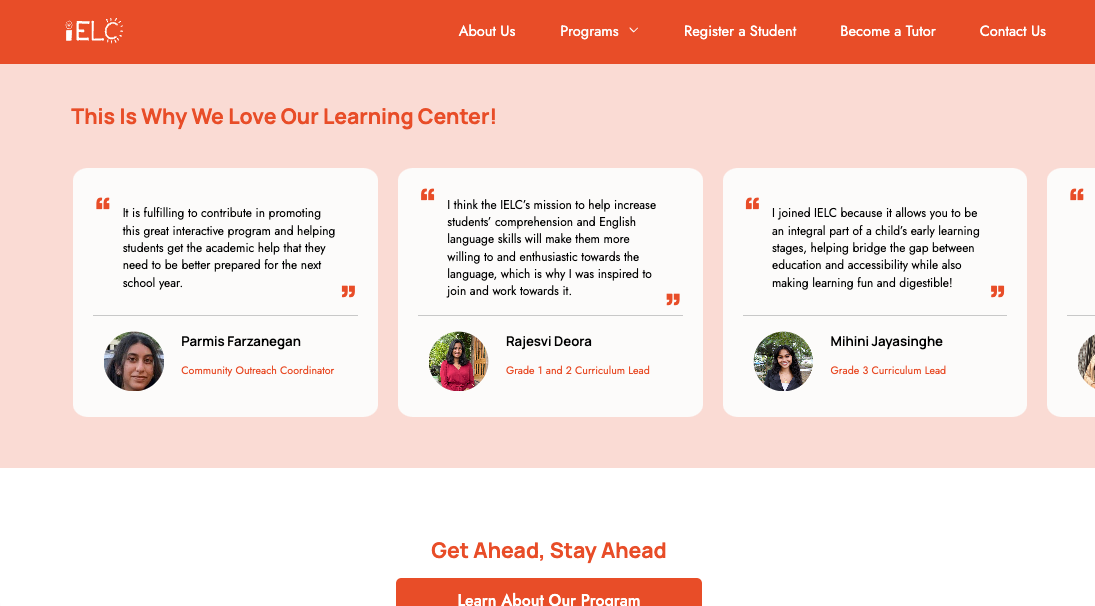 iELC
About Us Programs Register a Student Become a Tutor Contact Us
This Is Why We Love Our Learning Center!
“
It is fulfilling to contribute in promoting
this great interactive program and helping
students get the academic help that they
need to be better prepared for the next
school year.
”
Parmis Farzanegan
Community Outreach Coordinator
“
I think the IELC’s mission to help increase
students’ comprehension and English
language skills will make them more
willing to and enthusiastic towards the
language, which is why I was inspired to
join and work towards it.
”
Rajesvi Deora
Grade 1 and 2 Curriculum Lead
“
I joined IELC because it allows you to be
an integral part of a child’s early learning
stages, helping bridge the gap between
education and accessibility while also
making learning fun and digestible!
”
Mihini Jayasinghe
Grade 3 Curriculum Lead
“
Get Ahead, Stay Ahead
Learn About Our Program